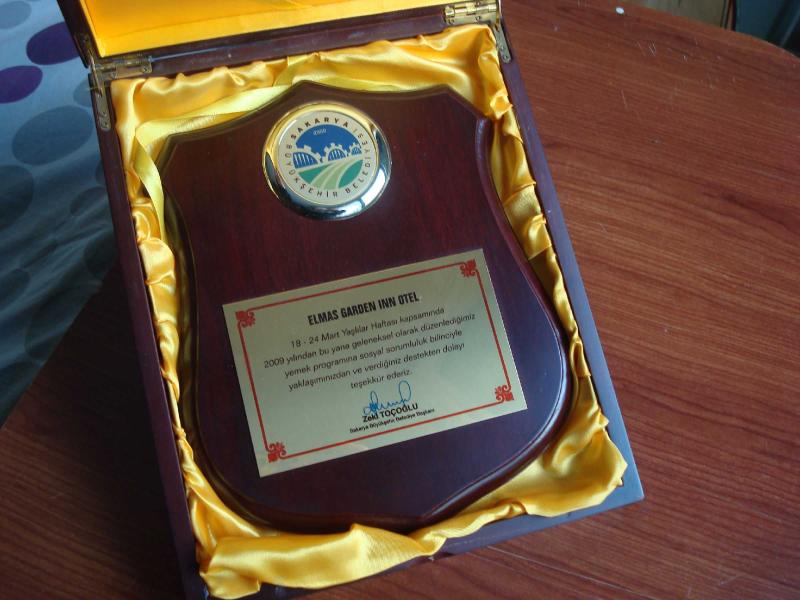 SAKARYA
BÜYÜKŞEHİR BELEDİYESİ
ELMAS GARDEN INN OTEL
18 - 24 Mart Yaşlılar Haftası kapsamında
2009 yılından bu yana geleneksel olarak düzenlediğimiz
yemek programına sosyal sorumluluk bilinciyle
yaklaşımınızdan ve verdiğiniz destekten dolayı
teşekkür ederiz.
Zeki TOÇOĞLU
Sakarya Büyükşehir Belediye Başkanı